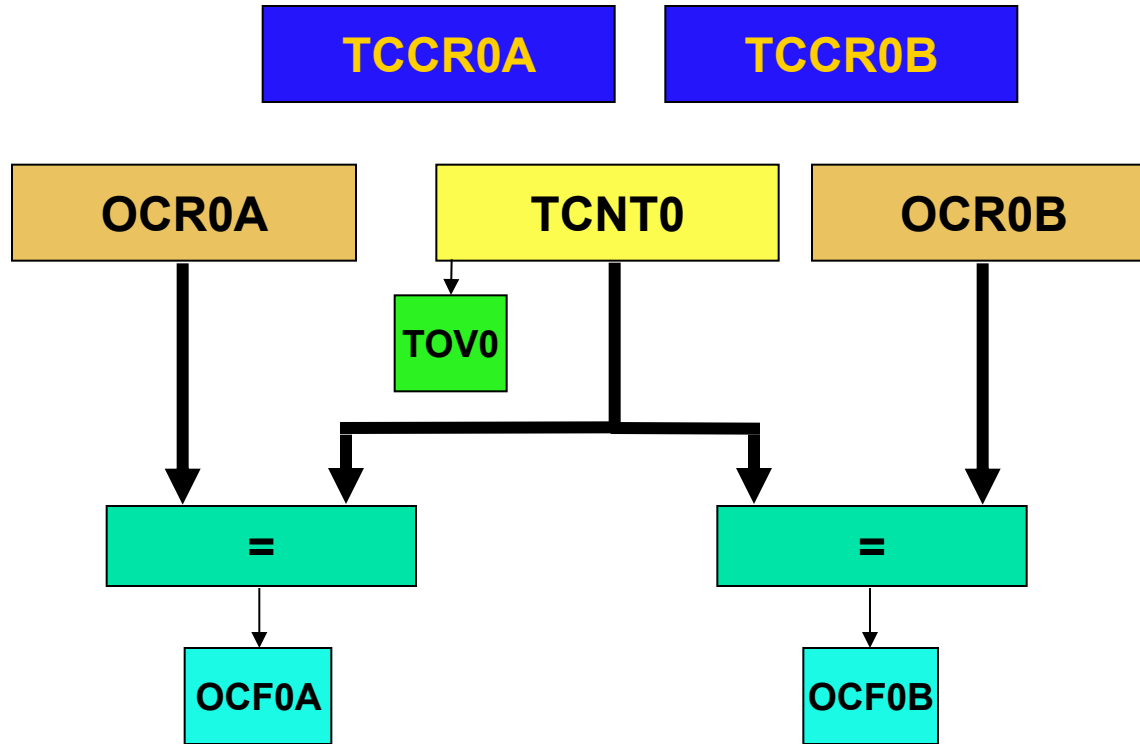 TCCR0A
TCCR0B
OCR0A
TCNT0
OCR0B
TOV0
=
=
OCF0A
OCF0B